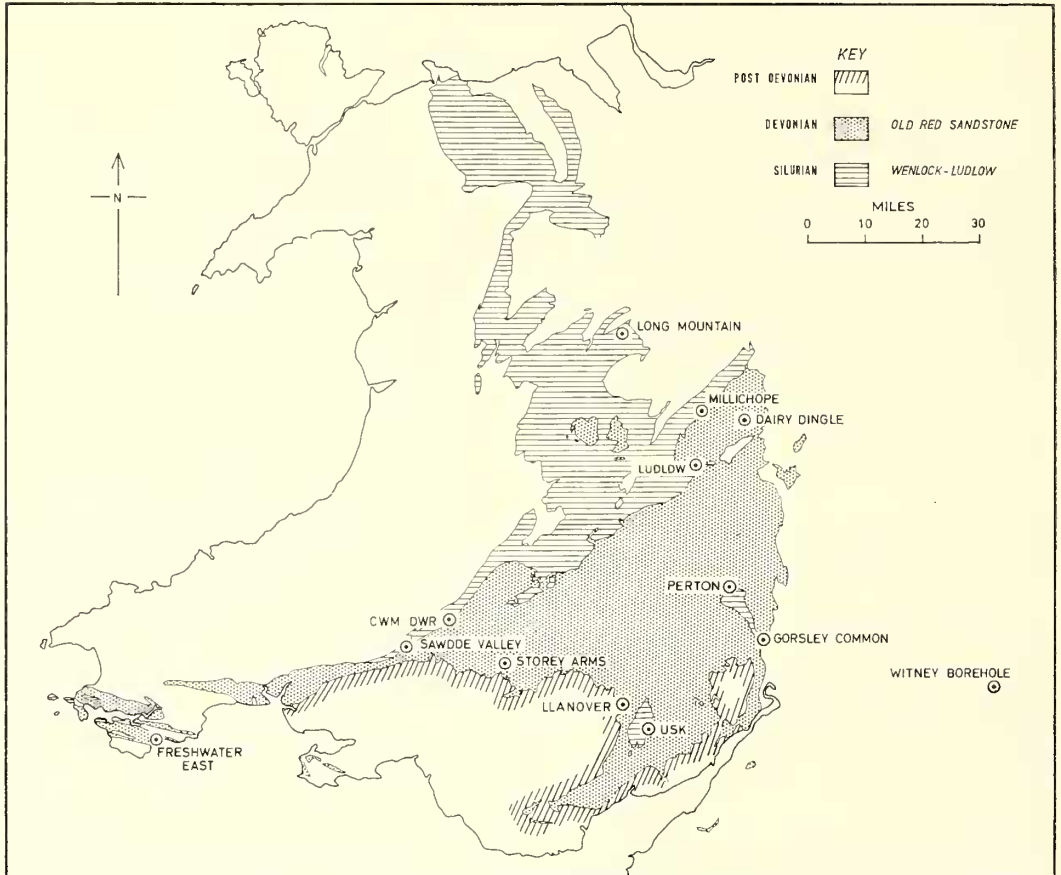 KEY
POST DEVONIAN
DEVONIAN OLD RED SANDSTONE
SILURIAN WENLOCK-LUDLOW
MILES
0 10 20 30
N
LONG MOUNTAIN
MILLICHOPE
DAIRY DINGLE
LUDLOW
PERTON
CWM DWR
GORSLEY COMMON
SAWDDE VALLEY
STOREY ARMS
WITNEY BOREHOLE
LLANOVER
USK
FRESHWATER
EAST